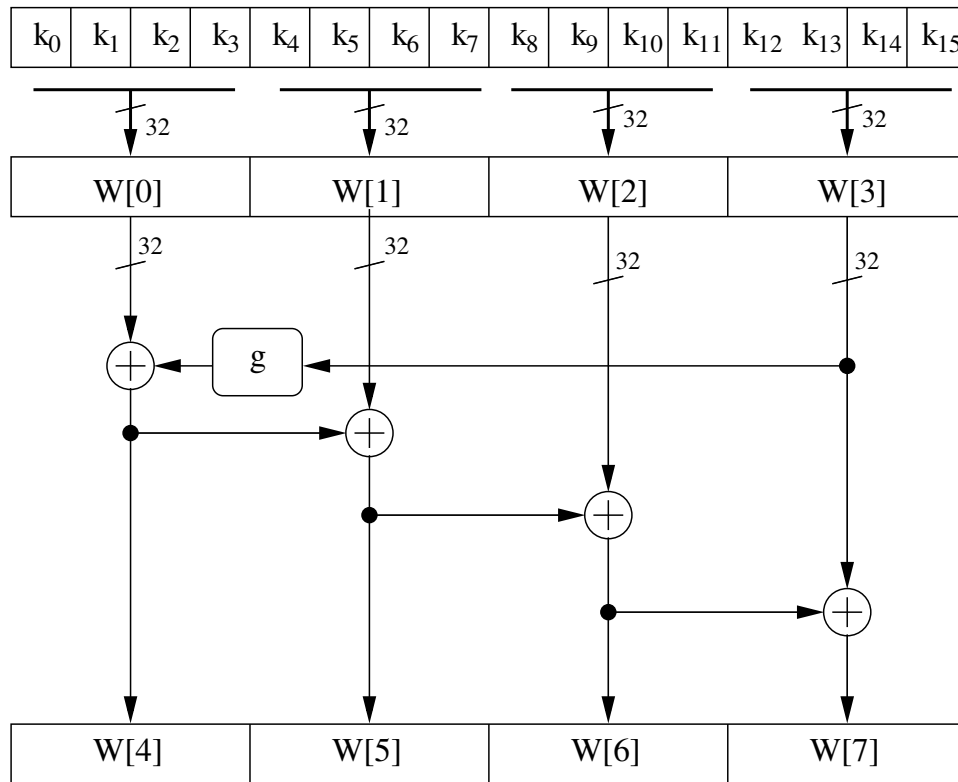 k₀ k₁ k₂ k₃ k₄ k₅ k₆ k₇ k₈ k₉ k₁₀ k₁₁ k₁₂ k₁₃ k₁₄ k₁₅
32 32 32 32
W[0] W[1] W[2] W[3]
32 32 32 32
g
W[4] W[5] W[6] W[7]